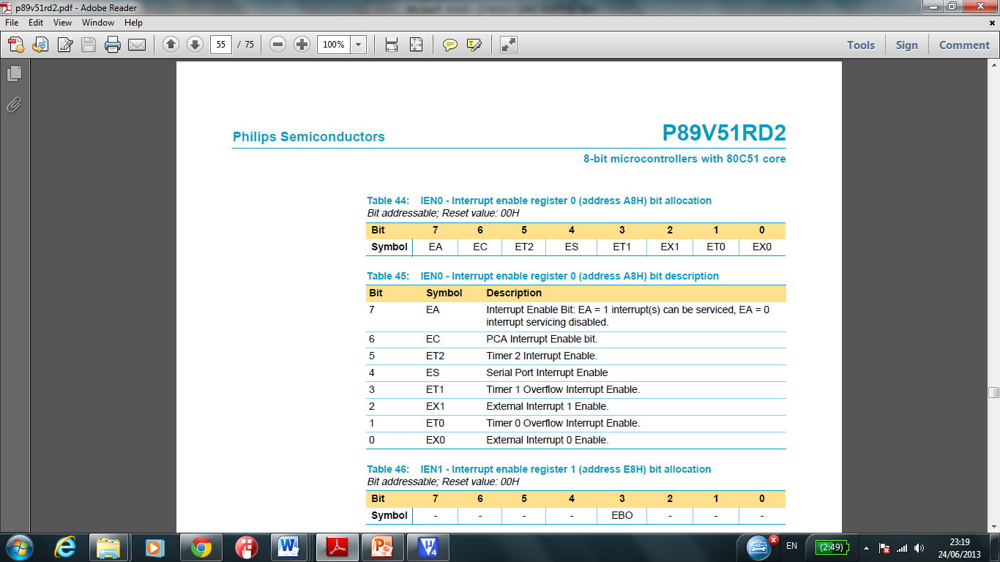 p89v51rd2.pdf - Adobe Reader
File Edit View Window Help
55 / 75 100% Tools Sign Comment
Philips Semiconductors P89V51RD2
8-bit microcontrollers with 80C51 core
Table 44: IEN0 - Interrupt enable register 0 (address A8H) bit allocation
Bit addressable; Reset value: 00H
Bit 7 6 5 4 3 2 1 0
Symbol EA EC ET2 ES ET1 EX1 ET0 EX0
Table 45: IEN0 - Interrupt enable register 0 (address A8H) bit description
Bit Symbol Description
7 EA Interrupt Enable Bit: EA = 1 interrupt(s) can be serviced, EA = 0
interrupt servicing disabled.
6 EC PCA Interrupt Enable bit.
5 ET2 Timer 2 Interrupt Enable.
4 ES Serial Port Interrupt Enable
3 ET1 Timer 1 Overflow Interrupt Enable.
2 EX1 External Interrupt 1 Enable.
1 ET0 Timer 0 Overflow Interrupt Enable.
0 EX0 External Interrupt 0 Enable.
Table 46: IEN1 - Interrupt enable register 1 (address E8H) bit allocation
Bit addressable; Reset value: 00H
Bit 7 6 5 4 3 2 1 0
Symbol - - - - EBO - - -
EN (2:49) 23:19
24/06/2013